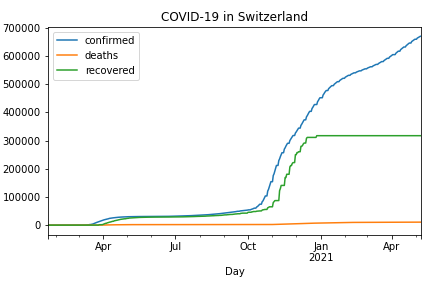 COVID-19 in Switzerland
700000
600000
500000
400000
300000
200000
100000
0
confirmed
deaths
recovered
Apr
Jul
Oct
Jan
2021
Apr
Day